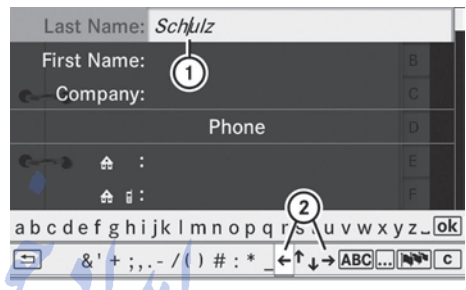 Last Name: Schulz
1
First Name:
B
Company:
C
Phone
D
:
E
:
F
2
a b c d e f g h i j k l m n o p q r s t u v w x y z _ ok
& ' + ; , . - / ( ) # : * _ ← ↑ ↓ → ABC ... C